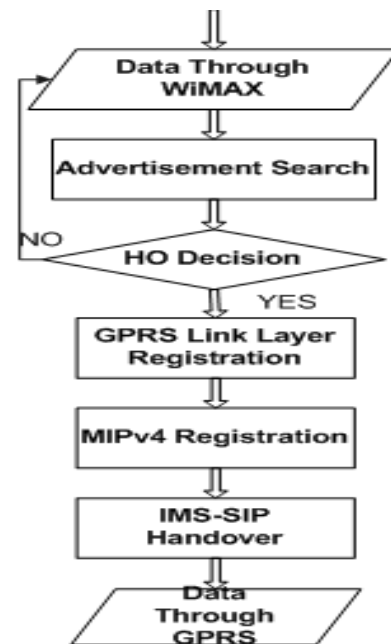 Data Through
WiMAX
Advertisement Search
NO
HO Decision
YES
GPRS Link Layer
Registration
MIPv4 Registration
IMS-SIP
Handover
Data
Through
GPRS